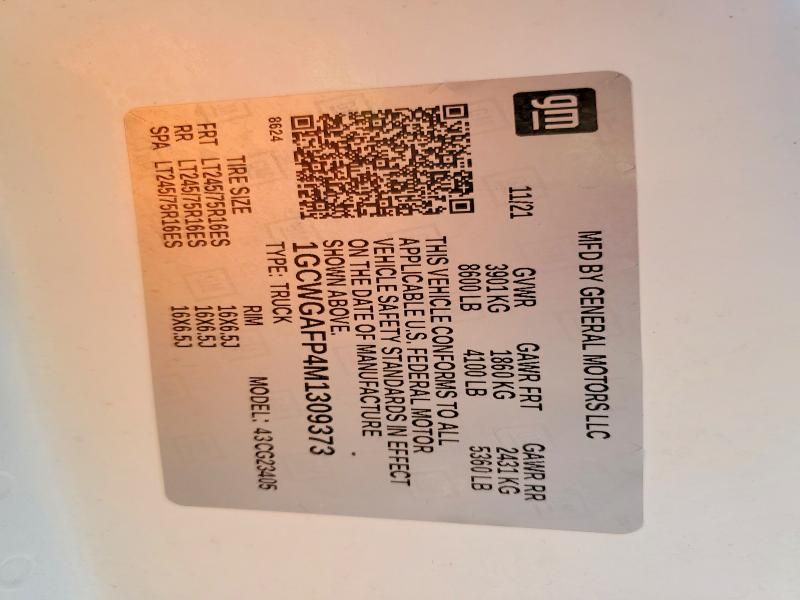 gm
MFD BY GENERAL MOTORS LLC
11/21 GVWR GAWR FRT GAWR RR
3901 KG 1860 KG 2431 KG
8600 LB 4100 LB 5360 LB
THIS VEHICLE CONFORMS TO ALL
APPLICABLE U.S. FEDERAL MOTOR
VEHICLE SAFETY STANDARDS IN EFFECT
ON THE DATE OF MANUFACTURE
SHOWN ABOVE.
1GCWGAFP4M1309373
TYPE: TRUCK
8624
MODEL: 43CG23405
TIRE SIZE RIM
FRT LT245/75R16ES 16X6.5J
RR LT245/75R16ES 16X6.5J
SPA LT245/75R16ES 16X6.5J